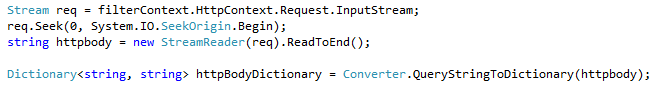 Stream req = filterContext.HttpContext.Request.InputStream;
req.Seek(0, System.IO.SeekOrigin.Begin);
string httpbody = new StreamReader(req).ReadToEnd();
Dictionary<string, string> httpBodyDictionary = Converter.QueryStringToDictionary(httpbody);